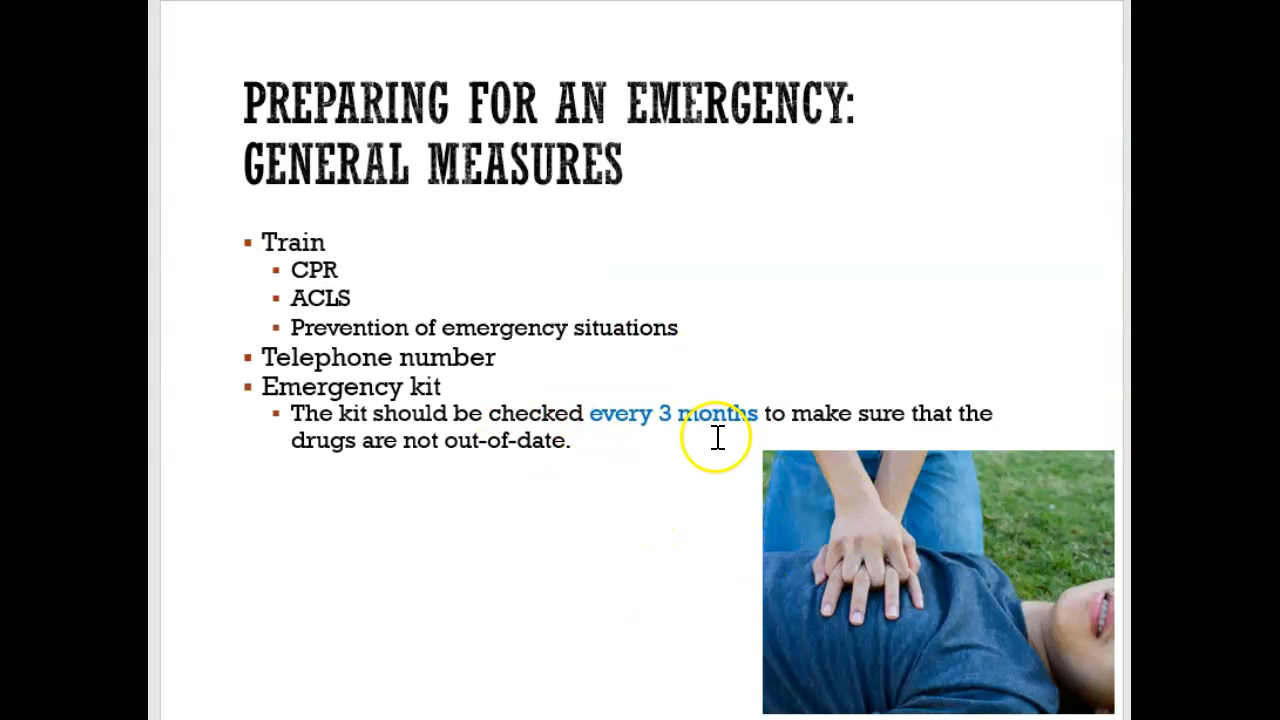 PREPARING FOR AN EMERGENCY:
GENERAL MEASURES
▪ Train
▪ CPR
▪ ACLS
▪ Prevention of emergency situations
▪ Telephone number
▪ Emergency kit
▪ The kit should be checked every 3 months to make sure that the
drugs are not out-of-date.